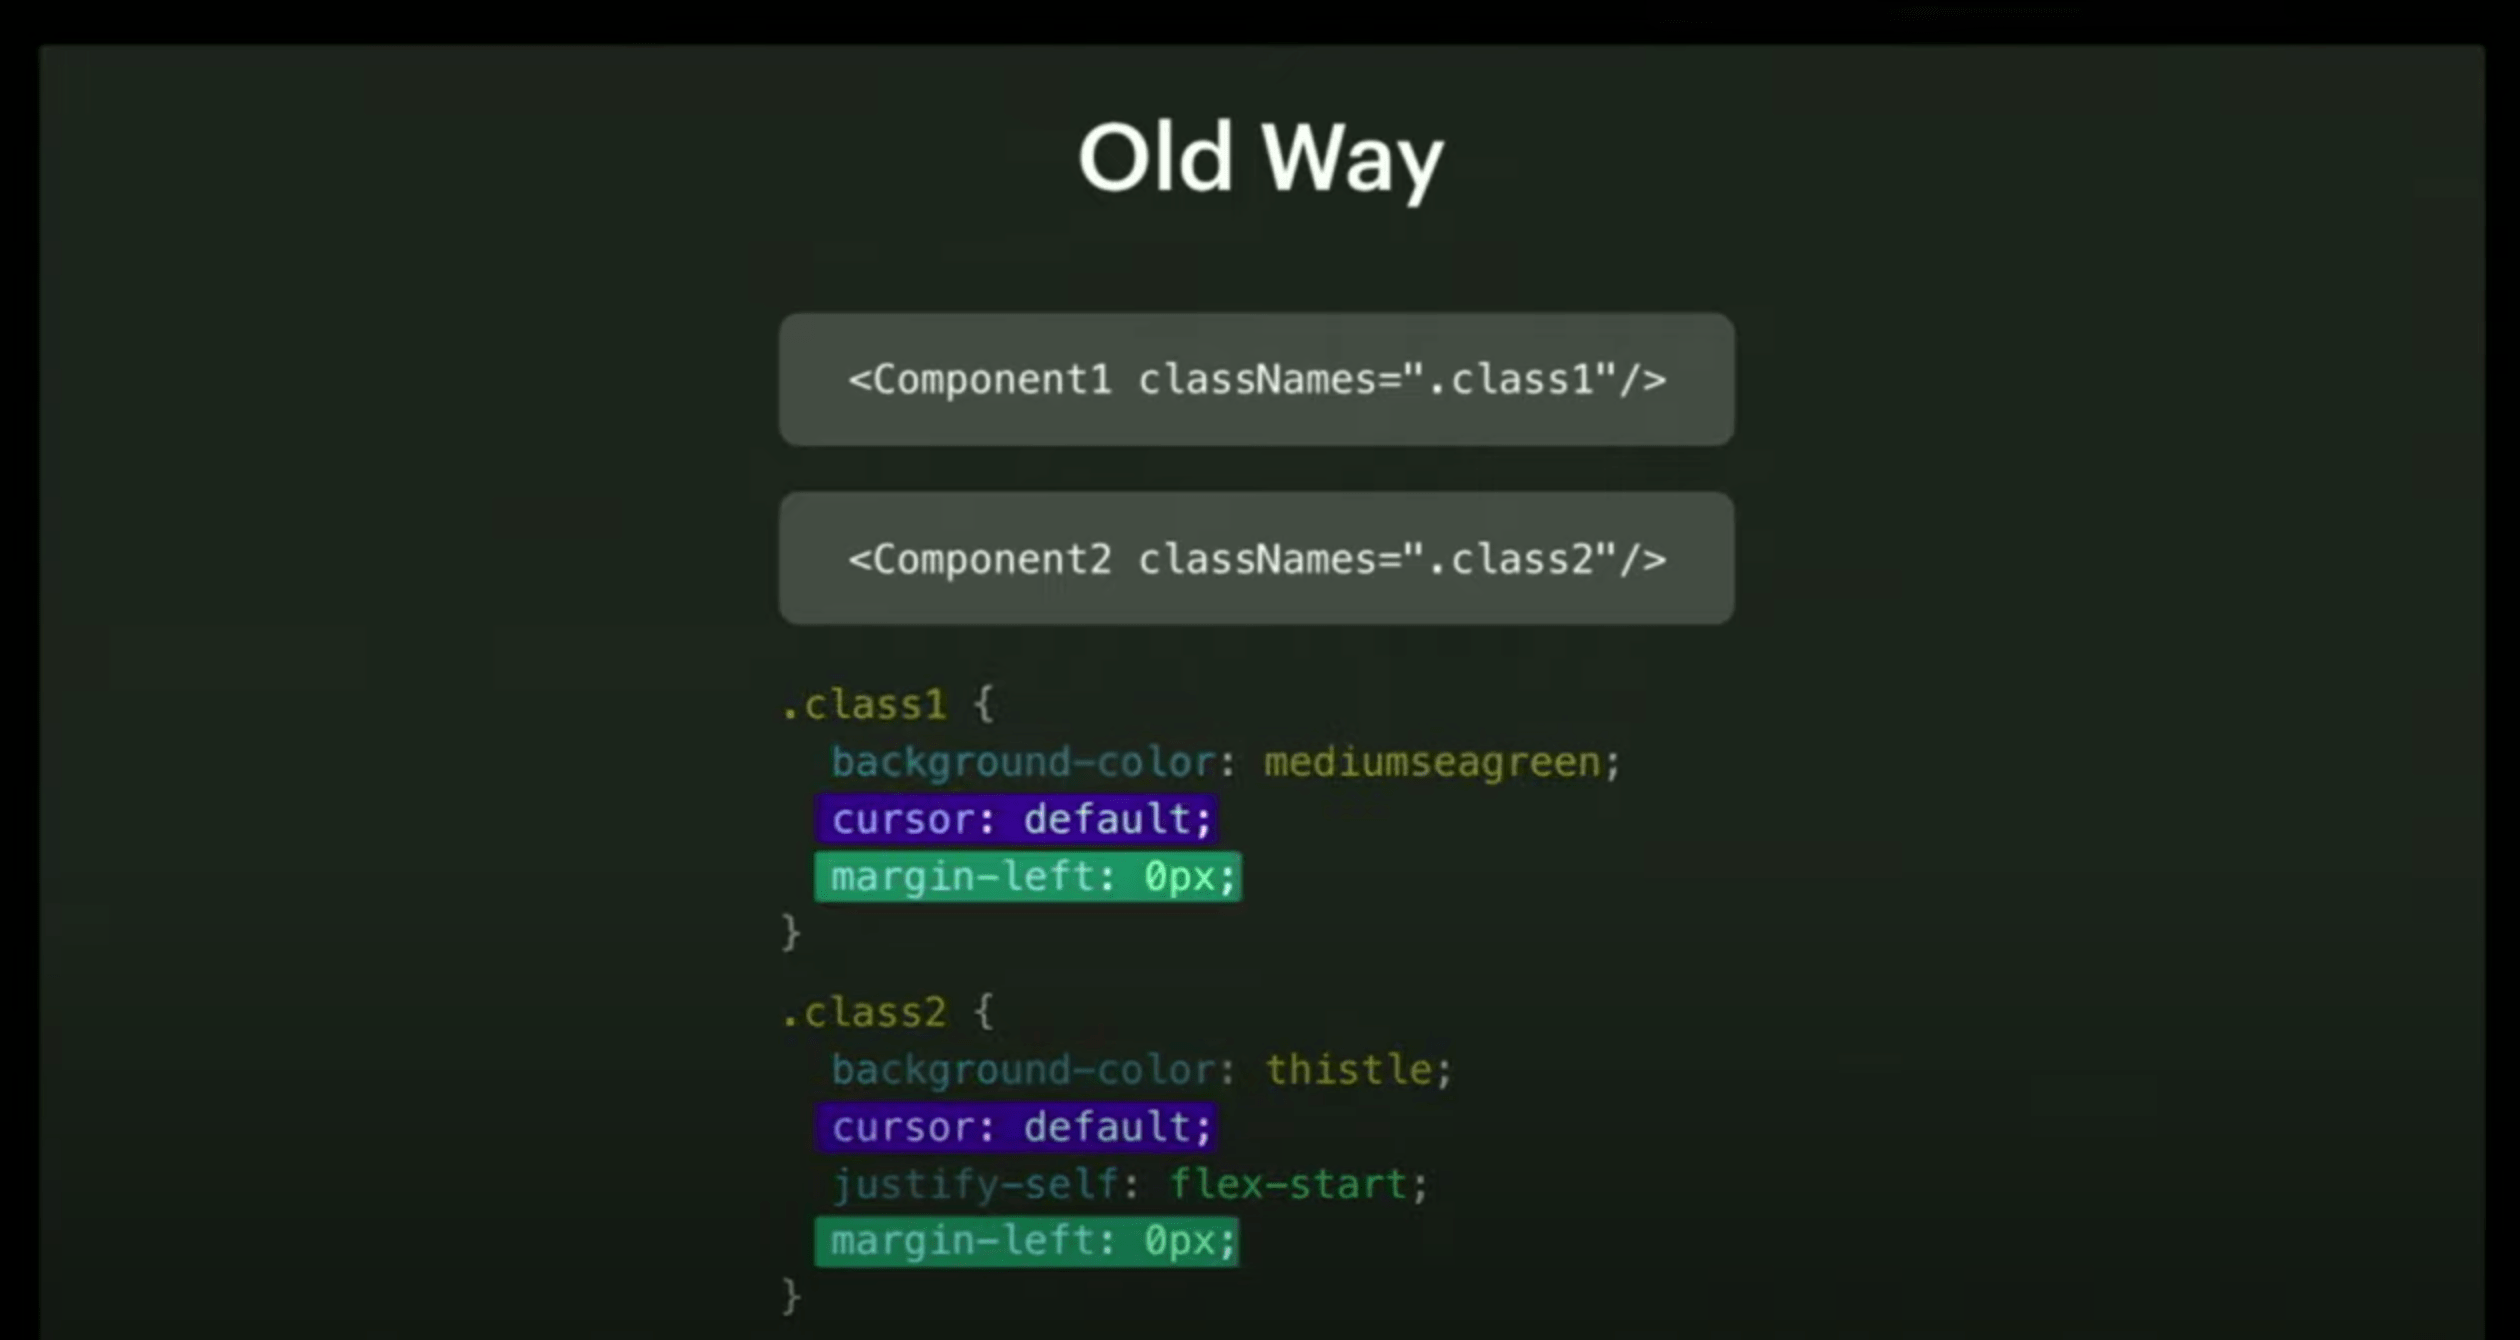 Old Way
<Component1 classNames=".class1"/>
<Component2 classNames=".class2"/>
.class1 {
background-color: mediumseagreen;
cursor: default;
margin-left: 0px;
}
.class2 {
background-color: thistle;
cursor: default;
justify-self: flex-start;
margin-left: 0px;
}